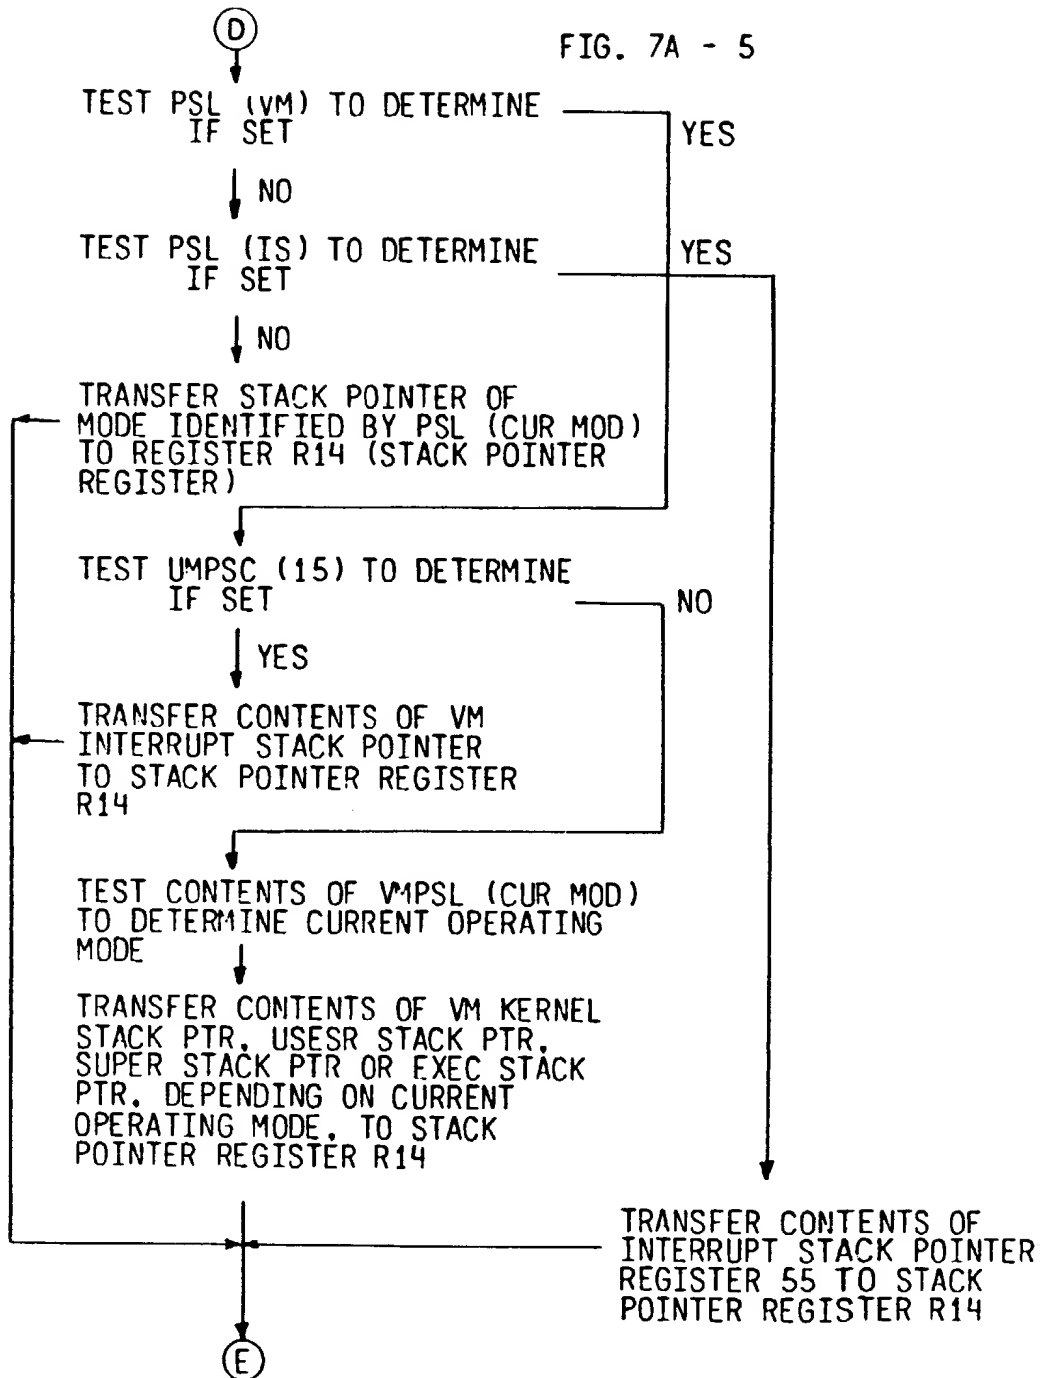 D
FIG. 7A - 5
TEST PSL (VM) TO DETERMINE
IF SET
YES
NO
TEST PSL (IS) TO DETERMINE
IF SET
YES
NO
TRANSFER STACK POINTER OF
MODE IDENTIFIED BY PSL (CUR MOD)
TO REGISTER R14 (STACK POINTER
REGISTER)
TEST UMPSC (15) TO DETERMINE
IF SET
NO
YES
TRANSFER CONTENTS OF VM
INTERRUPT STACK POINTER
TO STACK POINTER REGISTER
R14
TEST CONTENTS OF VMPSL (CUR MOD)
TO DETERMINE CURRENT OPERATING
MODE
TRANSFER CONTENTS OF VM KERNEL
STACK PTR, USESR STACK PTR,
SUPER STACK PTR OR EXEC STACK
PTR, DEPENDING ON CURRENT
OPERATING MODE, TO STACK
POINTER REGISTER R14
TRANSFER CONTENTS OF
INTERRUPT STACK POINTER
REGISTER 55 TO STACK
POINTER REGISTER R14
E